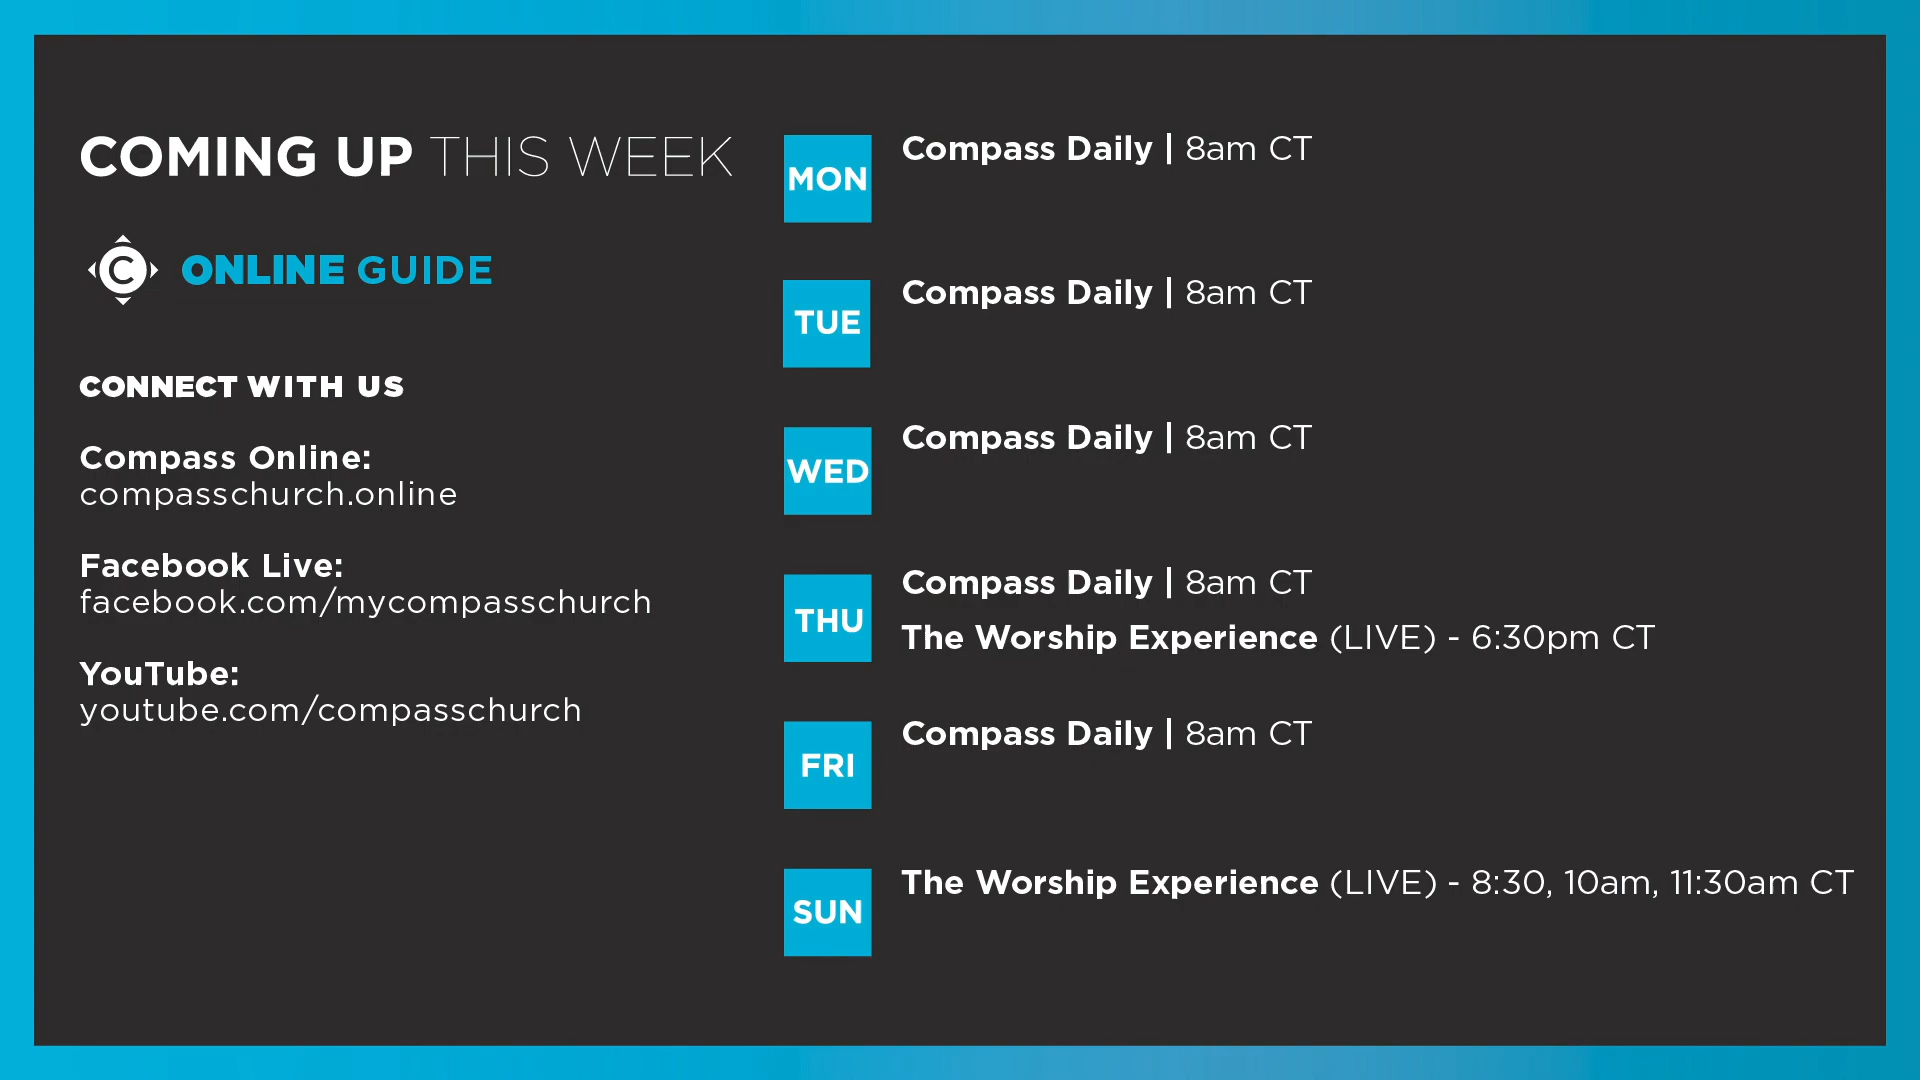 COMING UP THIS WEEK
C ONLINE GUIDE
CONNECT WITH US
Compass Online:
compasschurch.online
Facebook Live:
facebook.com/mycompasschurch
YouTube:
youtube.com/compasschurch
MON
Compass Daily | 8am CT
TUE
Compass Daily | 8am CT
WED
Compass Daily | 8am CT
THU
Compass Daily | 8am CT
The Worship Experience (LIVE) - 6:30pm CT
FRI
Compass Daily | 8am CT
SUN
The Worship Experience (LIVE) - 8:30, 10am, 11:30am CT